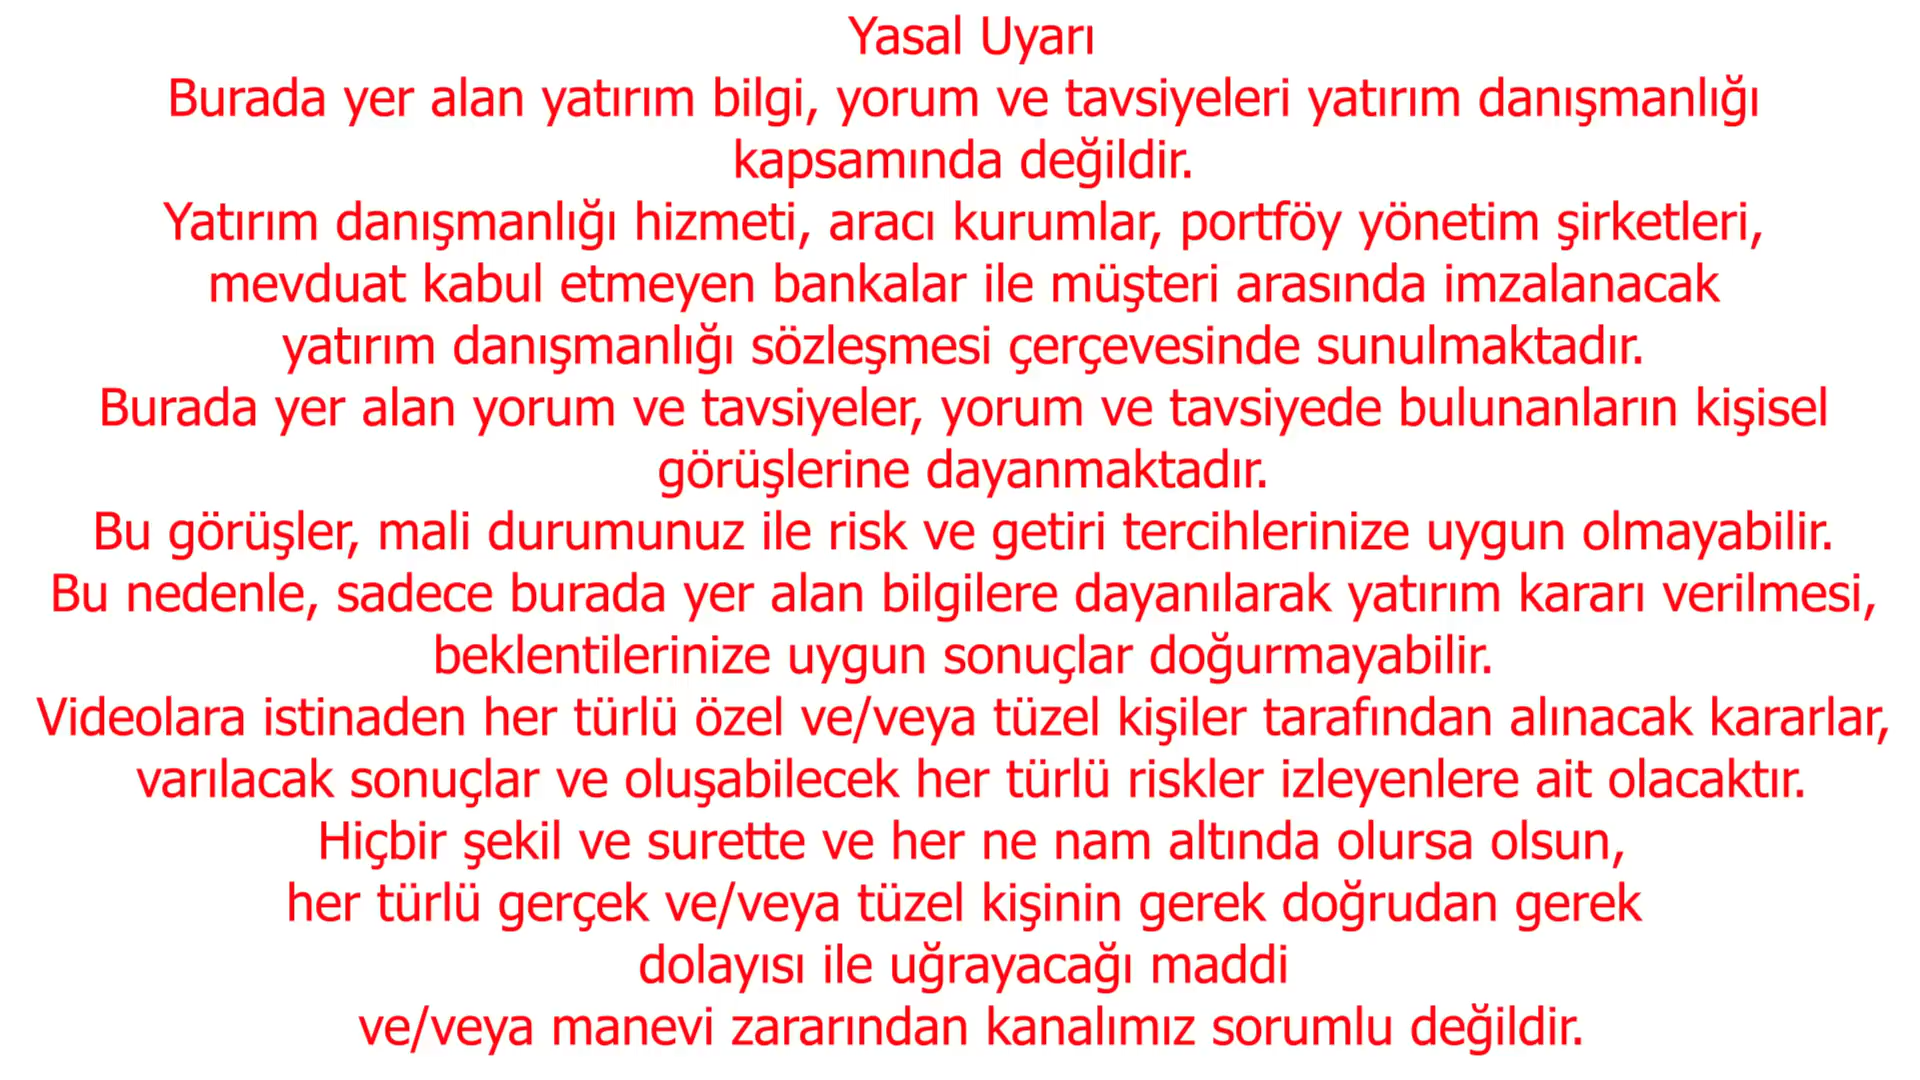 Yasal Uyarı
Burada yer alan yatırım bilgi, yorum ve tavsiyeleri yatırım danışmanlığı
kapsamında değildir.
Yatırım danışmanlığı hizmeti, aracı kurumlar, portföy yönetim şirketleri,
mevduat kabul etmeyen bankalar ile müşteri arasında imzalanacak
yatırım danışmanlığı sözleşmesi çerçevesinde sunulmaktadır.
Burada yer alan yorum ve tavsiyeler, yorum ve tavsiyede bulunanların kişisel
görüşlerine dayanmaktadır.
Bu görüşler, mali durumunuz ile risk ve getiri tercihlerinize uygun olmayabilir.
Bu nedenle, sadece burada yer alan bilgilere dayanılarak yatırım kararı verilmesi,
beklentilerinize uygun sonuçlar doğurmayabilir.
Videolara istinaden her türlü özel ve/veya tüzel kişiler tarafından alınacak kararlar,
varılacak sonuçlar ve oluşabilecek her türlü riskler izleyenlere ait olacaktır.
Hiçbir şekil ve surette ve her ne nam altında olursa olsun,
her türlü gerçek ve/veya tüzel kişinin gerek doğrudan gerek
dolayısı ile uğrayacağı maddi
ve/veya manevi zararından kanalımız sorumlu değildir.